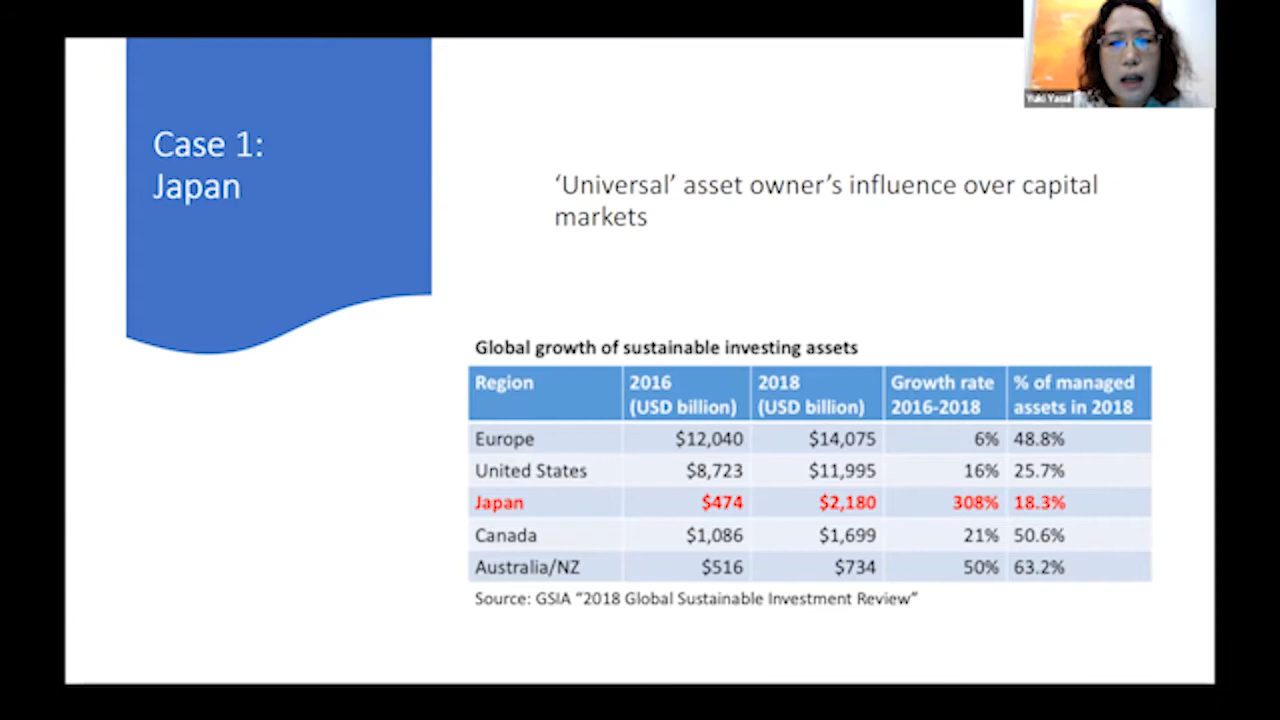 Yuki Yasui
Case 1:
Japan
‘Universal’ asset owner’s influence over capital
markets
Global growth of sustainable investing assets
Region 2016 (USD billion) 2018 (USD billion) Growth rate 2016-2018 % of managed assets in 2018
Europe $12,040 $14,075 6% 48.8%
United States $8,723 $11,995 16% 25.7%
Japan $474 $2,180 308% 18.3%
Canada $1,086 $1,699 21% 50.6%
Australia/NZ $516 $734 50% 63.2%
Source: GSIA “2018 Global Sustainable Investment Review”